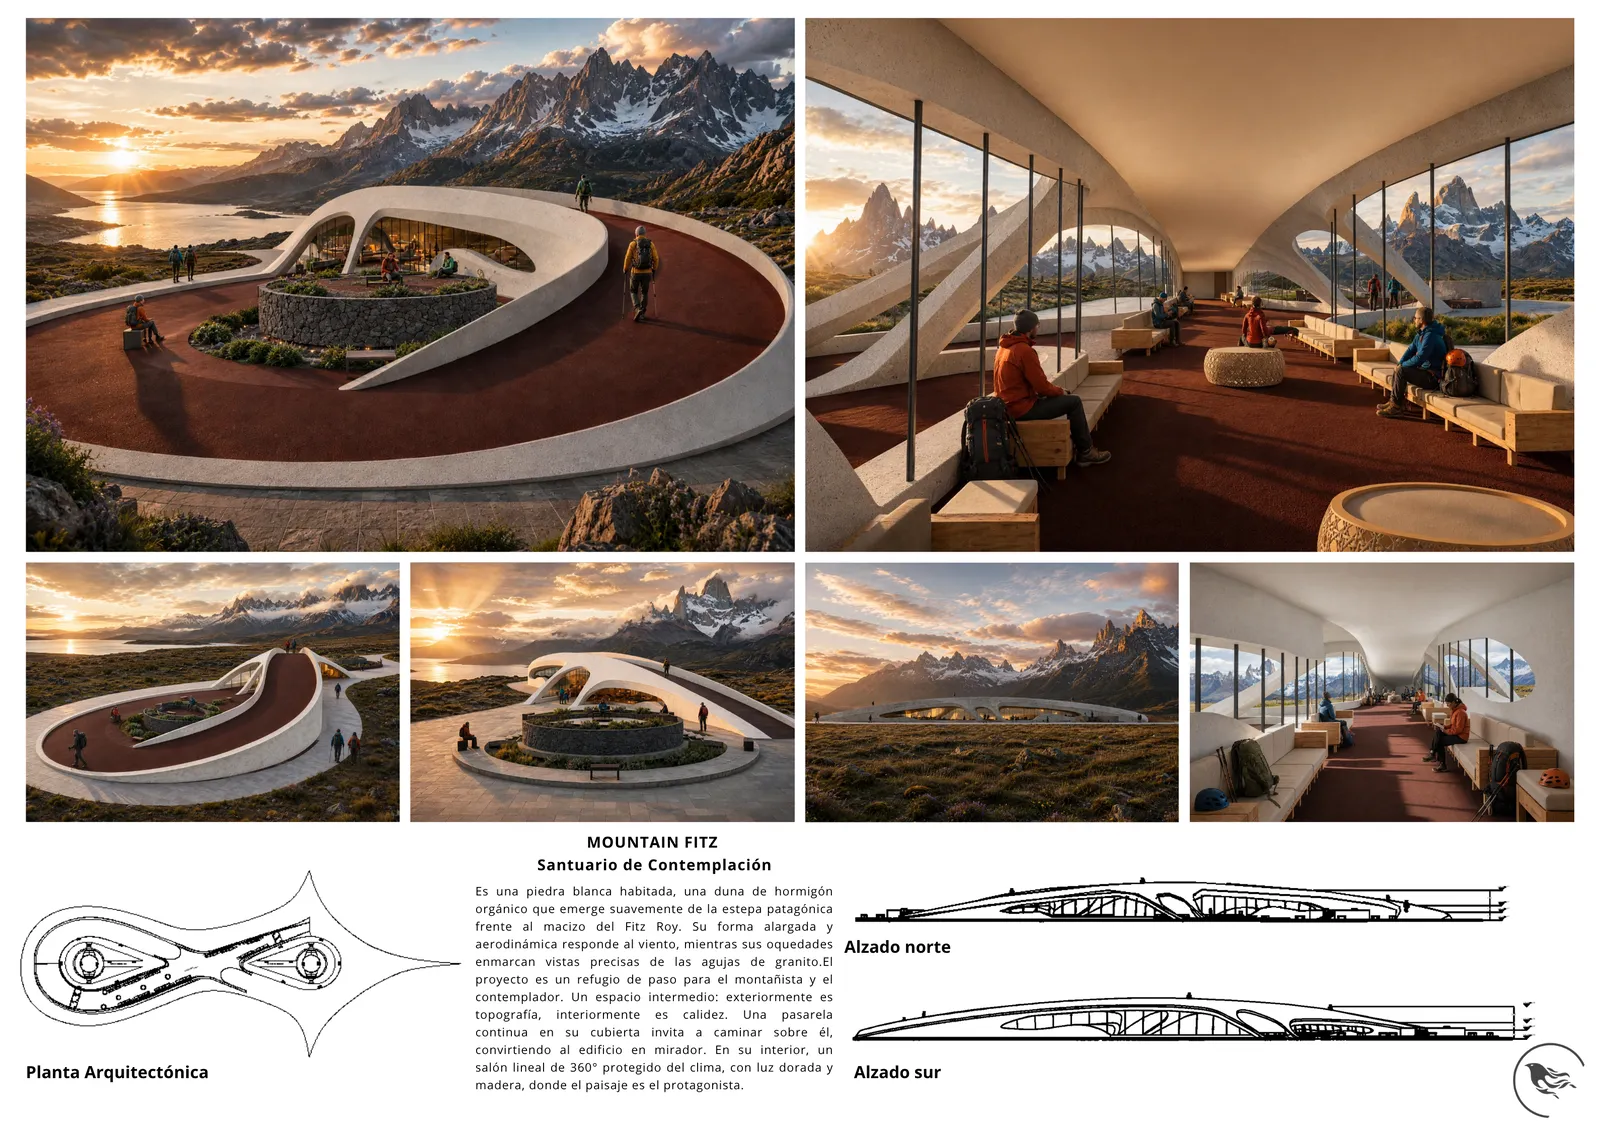 MOUNTAIN FITZ
Santuario de Contemplación
Es una piedra blanca habitada, una duna de hormigón
orgánico que emerge suavemente de la estepa patagónica
frente al macizo del Fitz Roy. Su forma alargada y
aerodinámica responde al viento, mientras sus oquedades
enmarcan vistas precisas de las agujas de granito.El
proyecto es un refugio de paso para el montañista y el
contemplador. Un espacio intermedio: exteriormente es
topografía, interiormente es calidez. Una pasarela
continua en su cubierta invita a caminar sobre él,
convirtiendo al edificio en mirador. En su interior, un
salón lineal de 360° protegido del clima, con luz dorada y
madera, donde el paisaje es el protagonista.
Planta Arquitectónica
Alzado norte
Alzado sur